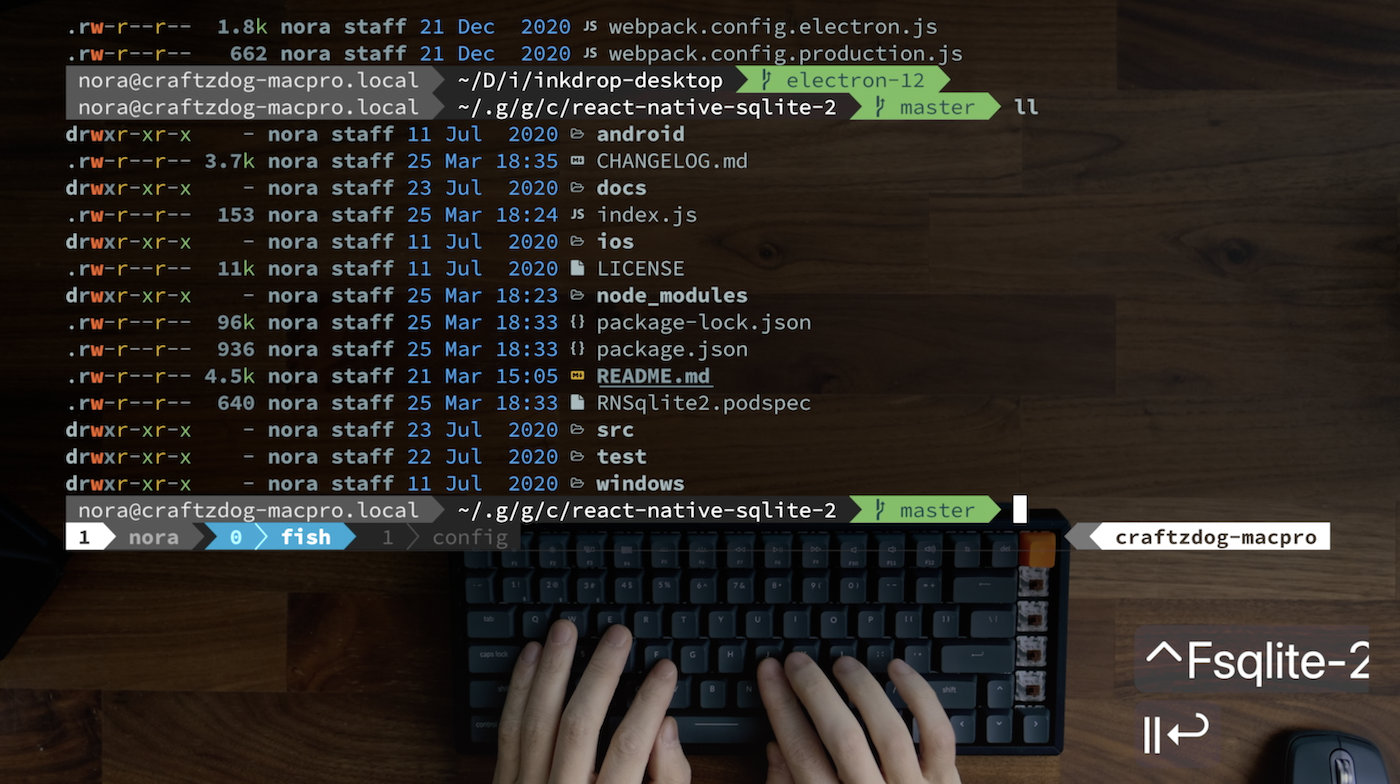 .rw-r--r-- 1.8k nora staff 21 Dec 2020 JS webpack.config.electron.js
.rw-r--r-- 662 nora staff 21 Dec 2020 JS webpack.config.production.js
nora@craftzdog-macpro.local ~/D/i/inkdrop-desktop electron-12
nora@craftzdog-macpro.local ~/.g/g/c/react-native-sqlite-2 master ll
drwxr-xr-x - nora staff 11 Jul 2020 android
.rw-r--r-- 3.7k nora staff 25 Mar 18:35 CHANGELOG.md
drwxr-xr-x - nora staff 23 Jul 2020 docs
.rw-r--r-- 153 nora staff 25 Mar 18:24 JS index.js
drwxr-xr-x - nora staff 11 Jul 2020 ios
.rw-r--r-- 11k nora staff 11 Jul 2020 LICENSE
drwxr-xr-x - nora staff 25 Mar 18:23 node_modules
.rw-r--r-- 96k nora staff 25 Mar 18:33 {} package-lock.json
.rw-r--r-- 936 nora staff 25 Mar 18:33 {} package.json
.rw-r--r-- 4.5k nora staff 21 Mar 15:05 README.md
.rw-r--r-- 640 nora staff 25 Mar 18:33 RNSqlite2.podspec
drwxr-xr-x - nora staff 23 Jul 2020 src
drwxr-xr-x - nora staff 22 Jul 2020 test
drwxr-xr-x - nora staff 11 Jul 2020 windows
nora@craftzdog-macpro.local ~/.g/g/c/react-native-sqlite-2 master
1 nora 0 fish 1 config craftzdog-macpro
tab Q W E R T Y U I O P
caps lock F G H
B N shift
control
^Fsqlite-2
ll↩